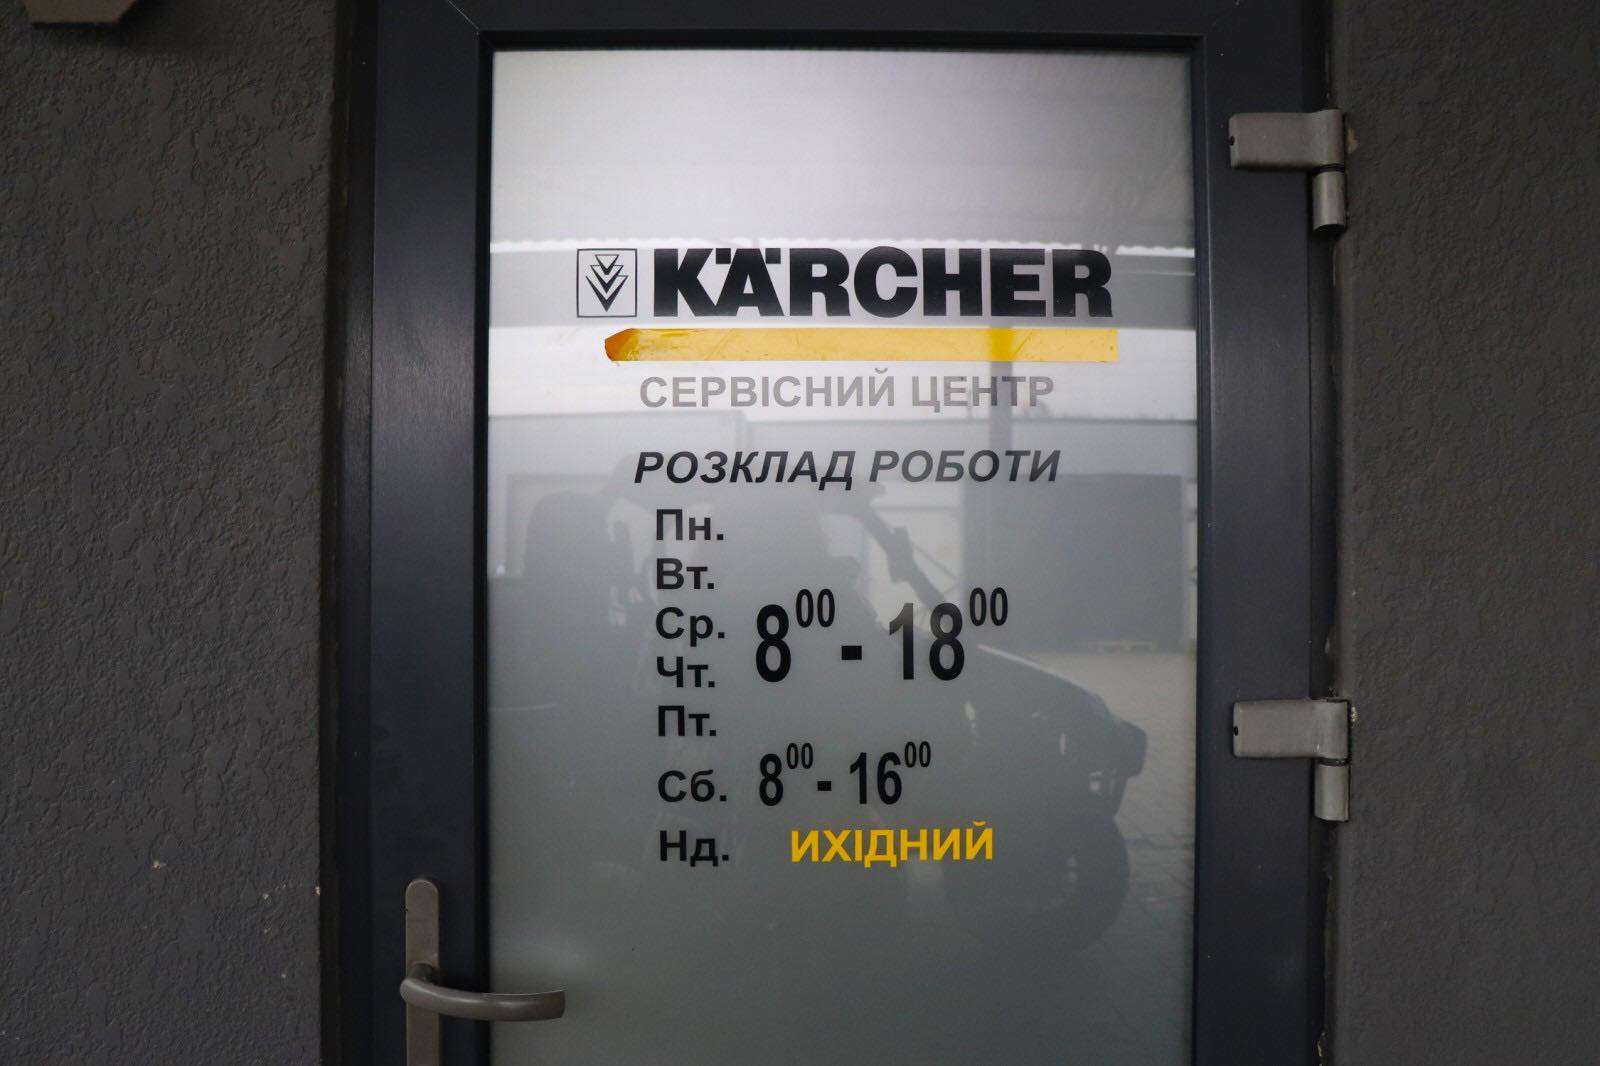 KÄRCHER
СЕРВІСНИЙ ЦЕНТР
РОЗКЛАД РОБОТИ
Пн.
Вт.
Ср.
Чт.
Пт.
8⁰⁰ - 18⁰⁰
Сб. 8⁰⁰ - 16⁰⁰
Нд. ИХІДНИЙ